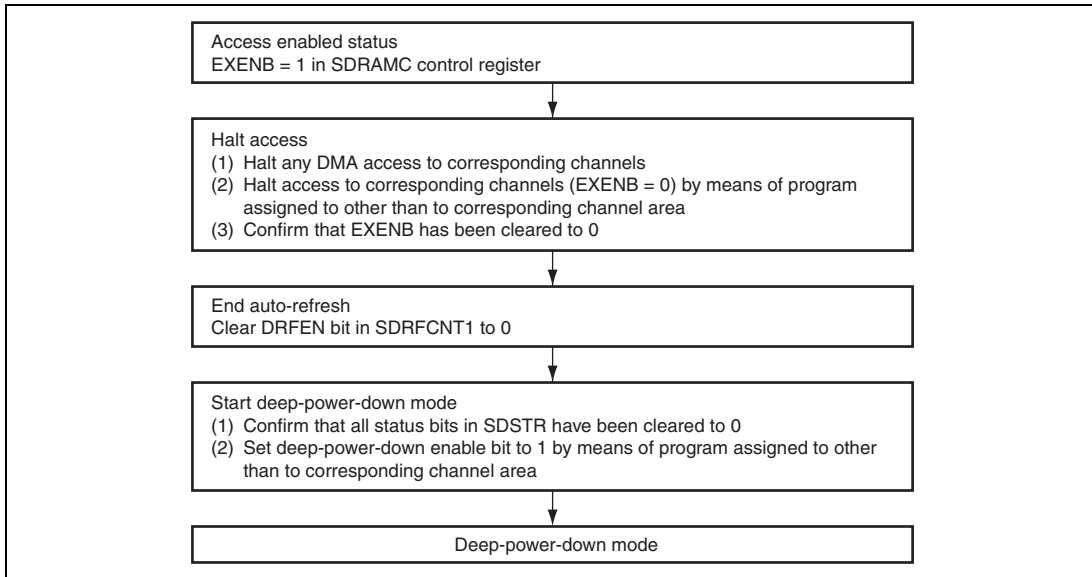 Access enabled status
EXENB = 1 in SDRAMC control register
Halt access
(1) Halt any DMA access to corresponding channels
(2) Halt access to corresponding channels (EXENB = 0) by means of program
assigned to other than to corresponding channel area
(3) Confirm that EXENB has been cleared to 0
End auto-refresh
Clear DRFEN bit in SDRFCNT1 to 0
Start deep-power-down mode
(1) Confirm that all status bits in SDSTR have been cleared to 0
(2) Set deep-power-down enable bit to 1 by means of program assigned to other
than to corresponding channel area
Deep-power-down mode